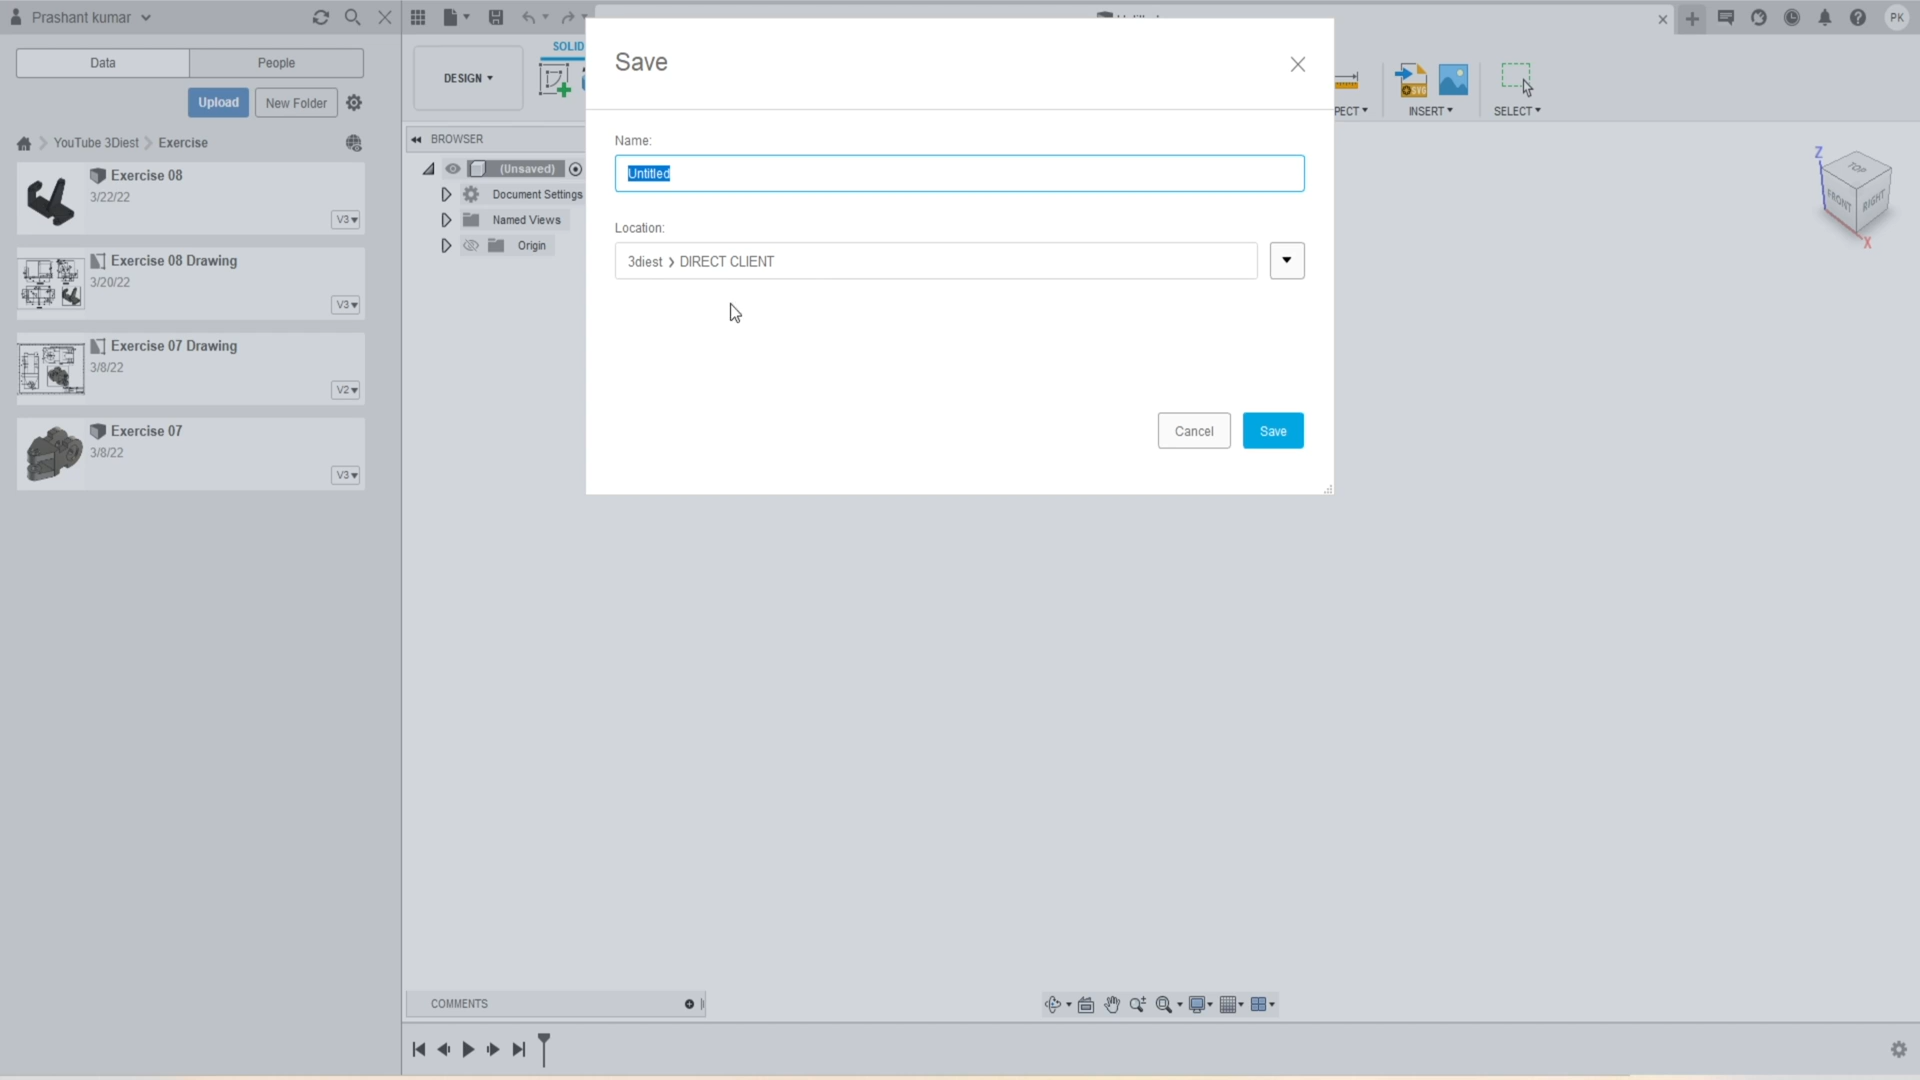 Prashant kumar
PK
Data
People
Upload
New Folder
YouTube 3Diest
Exercise
Exercise 08
3/22/22
V3
Exercise 08 Drawing
3/20/22
V3
Exercise 07 Drawing
3/8/22
V2
Exercise 07
3/8/22
V3
DESIGN
SOLID
PECT
INSERT
SELECT
BROWSER
(Unsaved)
Document Settings
Named Views
Origin
Save
Name:
Untitled
Location:
3diest > DIRECT CLIENT
Cancel
Save
Z
TOP
FRONT
RIGHT
X
COMMENTS